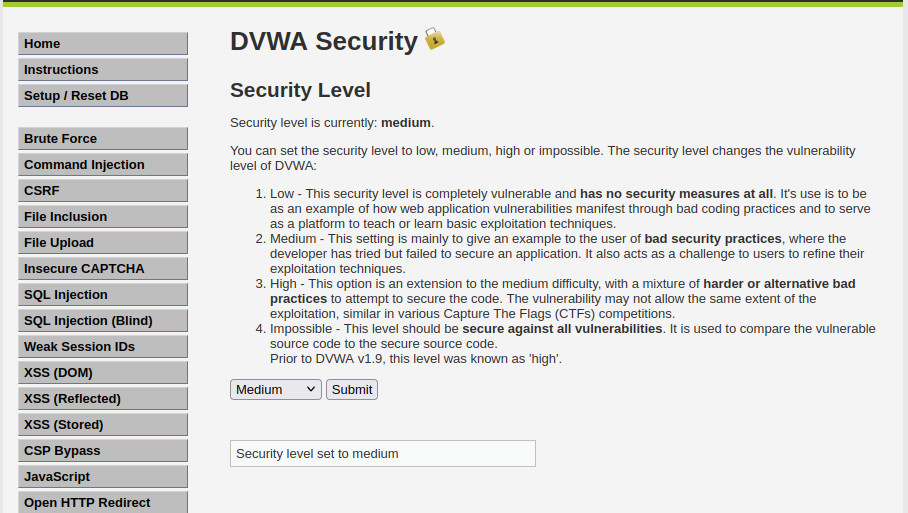 Home
Instructions
Setup / Reset DB
Brute Force
Command Injection
CSRF
File Inclusion
File Upload
Insecure CAPTCHA
SQL Injection
SQL Injection (Blind)
Weak Session IDs
XSS (DOM)
XSS (Reflected)
XSS (Stored)
CSP Bypass
JavaScript
Open HTTP Redirect
DVWA Security
Security Level
Security level is currently: medium.
You can set the security level to low, medium, high or impossible. The security level changes the vulnerability
level of DVWA:
1. Low - This security level is completely vulnerable and has no security measures at all. It's use is to be
as an example of how web application vulnerabilities manifest through bad coding practices and to serve
as a platform to teach or learn basic exploitation techniques.
2. Medium - This setting is mainly to give an example to the user of bad security practices, where the
developer has tried but failed to secure an application. It also acts as a challenge to users to refine their
exploitation techniques.
3. High - This option is an extension to the medium difficulty, with a mixture of harder or alternative bad
practices to attempt to secure the code. The vulnerability may not allow the same extent of the
exploitation, similar in various Capture The Flags (CTFs) competitions.
4. Impossible - This level should be secure against all vulnerabilities. It is used to compare the vulnerable
source code to the secure source code.
Prior to DVWA v1.9, this level was known as 'high'.
Medium Submit
Security level set to medium